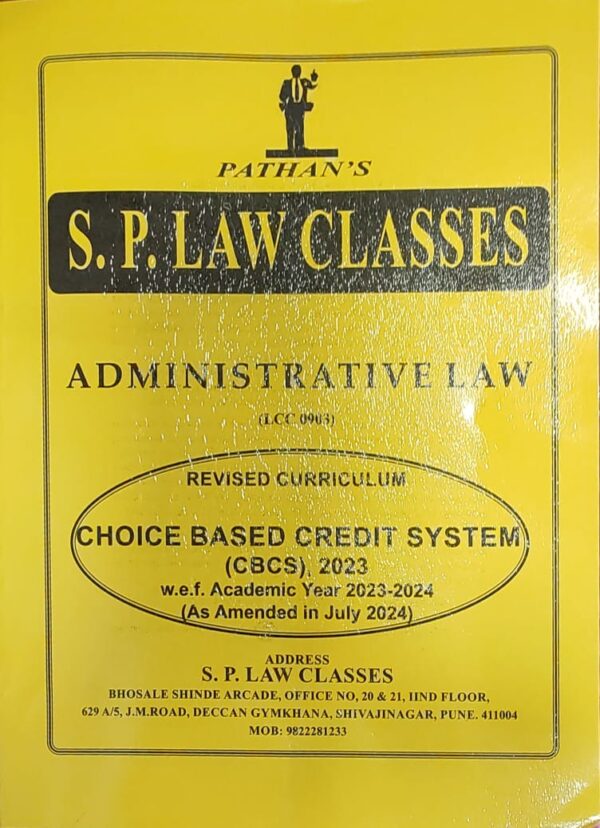 PATHAN'S
S. P. LAW CLASSES
ADMINISTRATIVE LAW
(LCC 0903)
REVISED CURRICULUM
CHOICE BASED CREDIT SYSTEM
(CBCS), 2023
w.e.f. Academic Year 2023-2024
(As Amended in July 2024)
ADDRESS
S. P. LAW CLASSES
BHOSALE SHINDE ARCADE, OFFICE NO, 20 & 21, IIND FLOOR,
629 A/5, J.M.ROAD, DECCAN GYMKHANA, SHIVAJINAGAR, PUNE. 411004
MOB: 9822281233